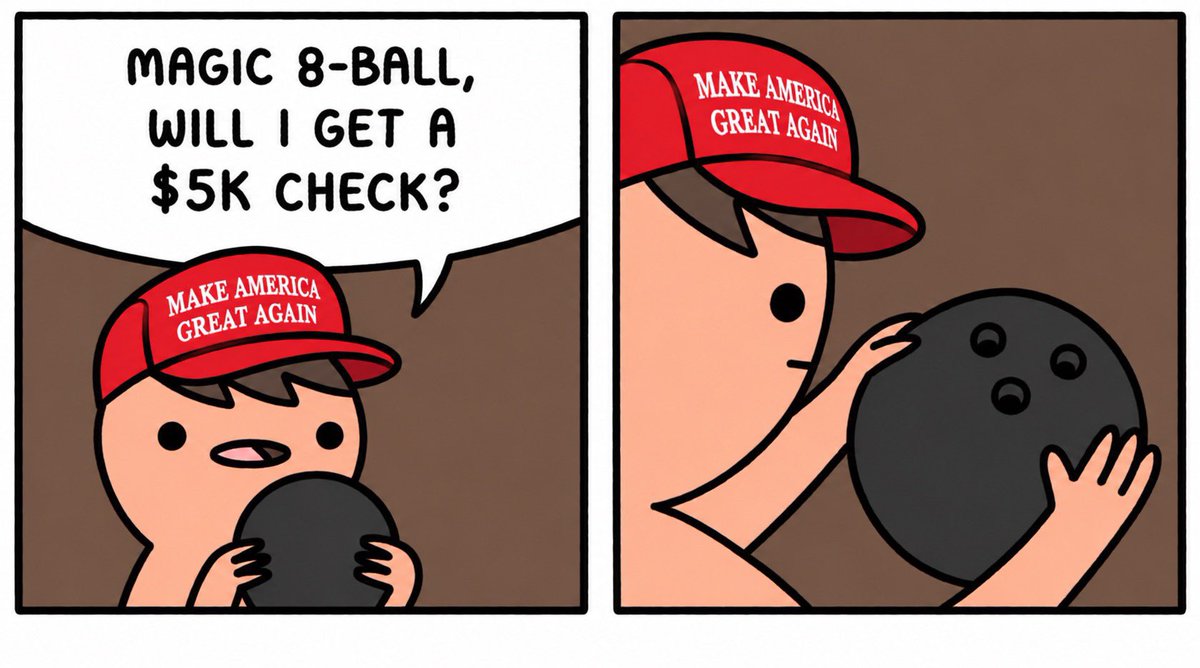 MAGIC 8-BALL,
WILL I GET A
$5K CHECK?
MAKE AMERICA
GREAT AGAIN
MAKE AMERICA
GREAT AGAIN